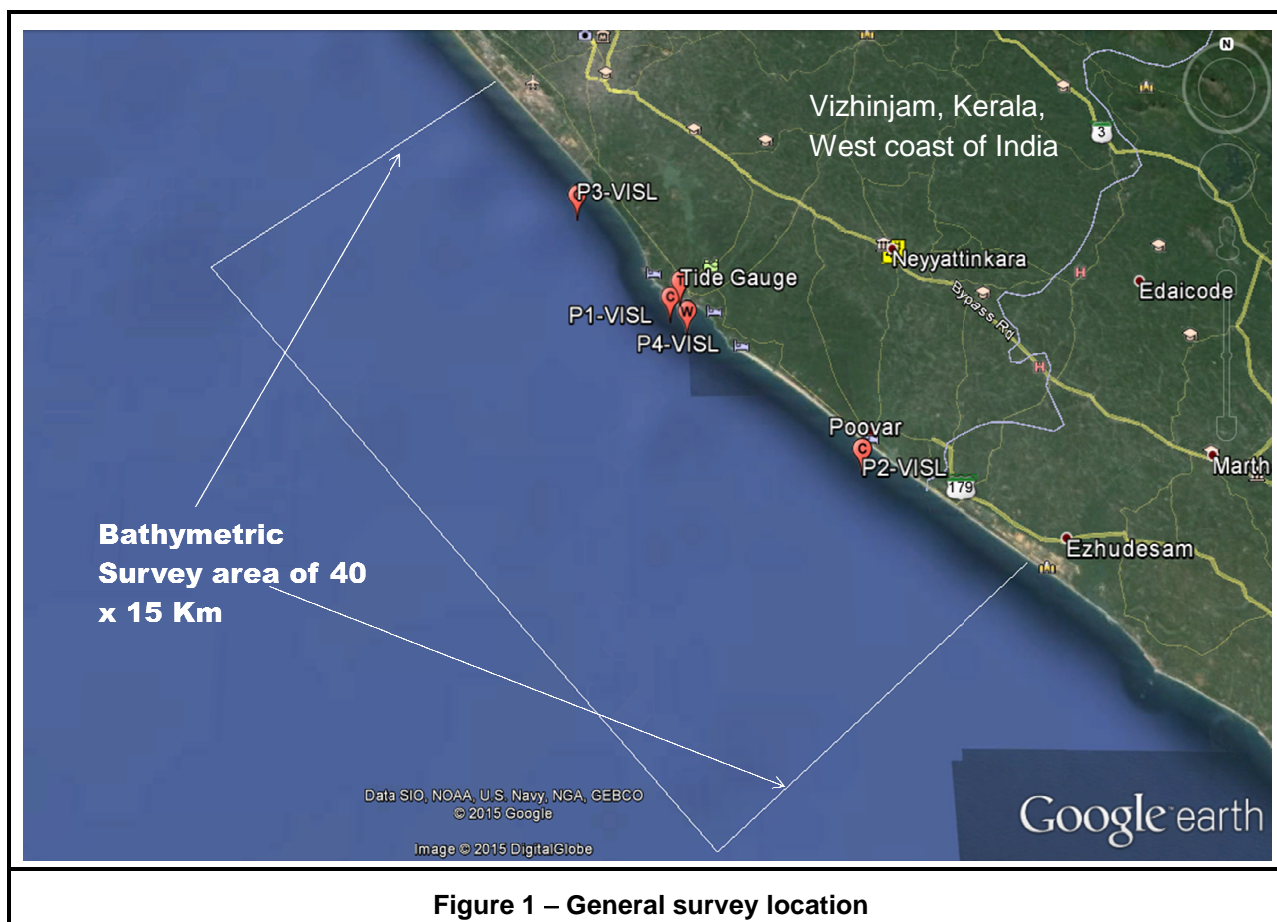 N
Vizhinjam, Kerala,
West coast of India
3
P3-VISL
Neyyattinkara
Tide Gauge
T
Edaicode
H
C
P1-VISL
W
Bypass Rd
P4-VISL
H
Poovar
C
P2-VISL
Marth
179
Bathymetric
Survey area of 40
x 15 Km
Ezhudesam
Data SIO, NOAA, U.S. Navy, NGA, GEBCO
© 2015 Google
Image © 2015 DigitalGlobe
Google earth
Figure 1 – General survey location